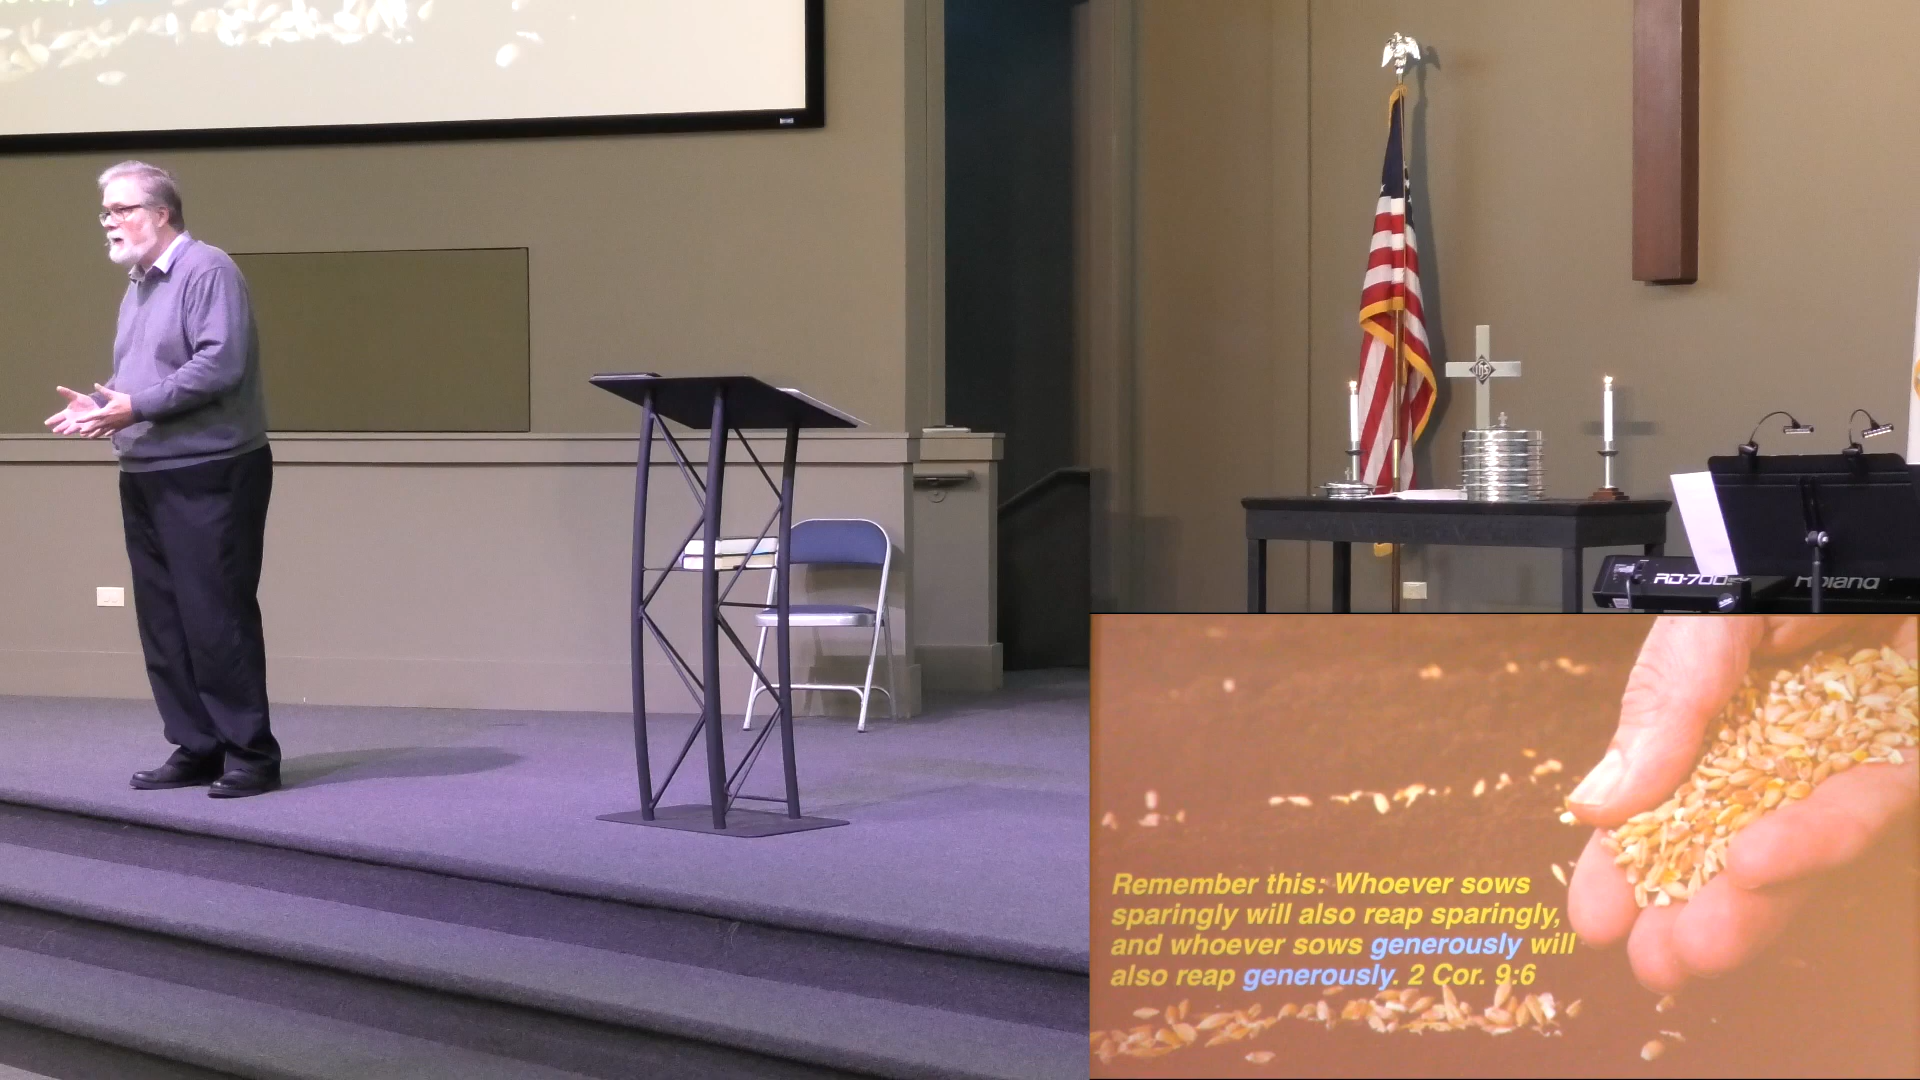 IHS
RD-700
Roland
Remember this: Whoever sows
sparingly will also reap sparingly,
and whoever sows generously will
also reap generously. 2 Cor. 9:6